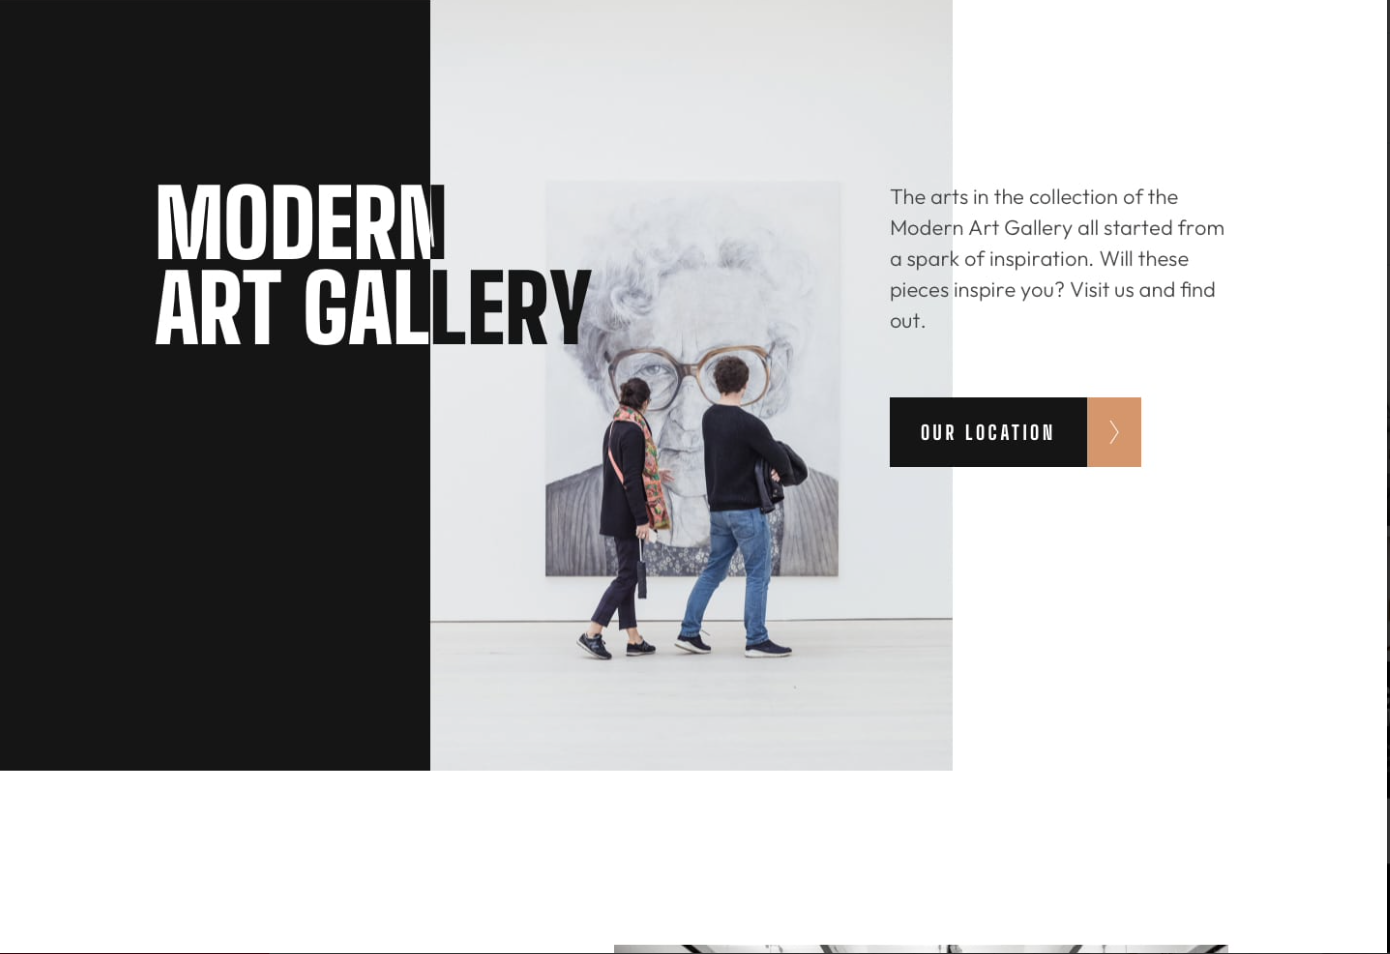 MODERN
ART GALLERY
The arts in the collection of the
Modern Art Gallery all started from
a spark of inspiration. Will these
pieces inspire you? Visit us and find
out.
OUR LOCATION